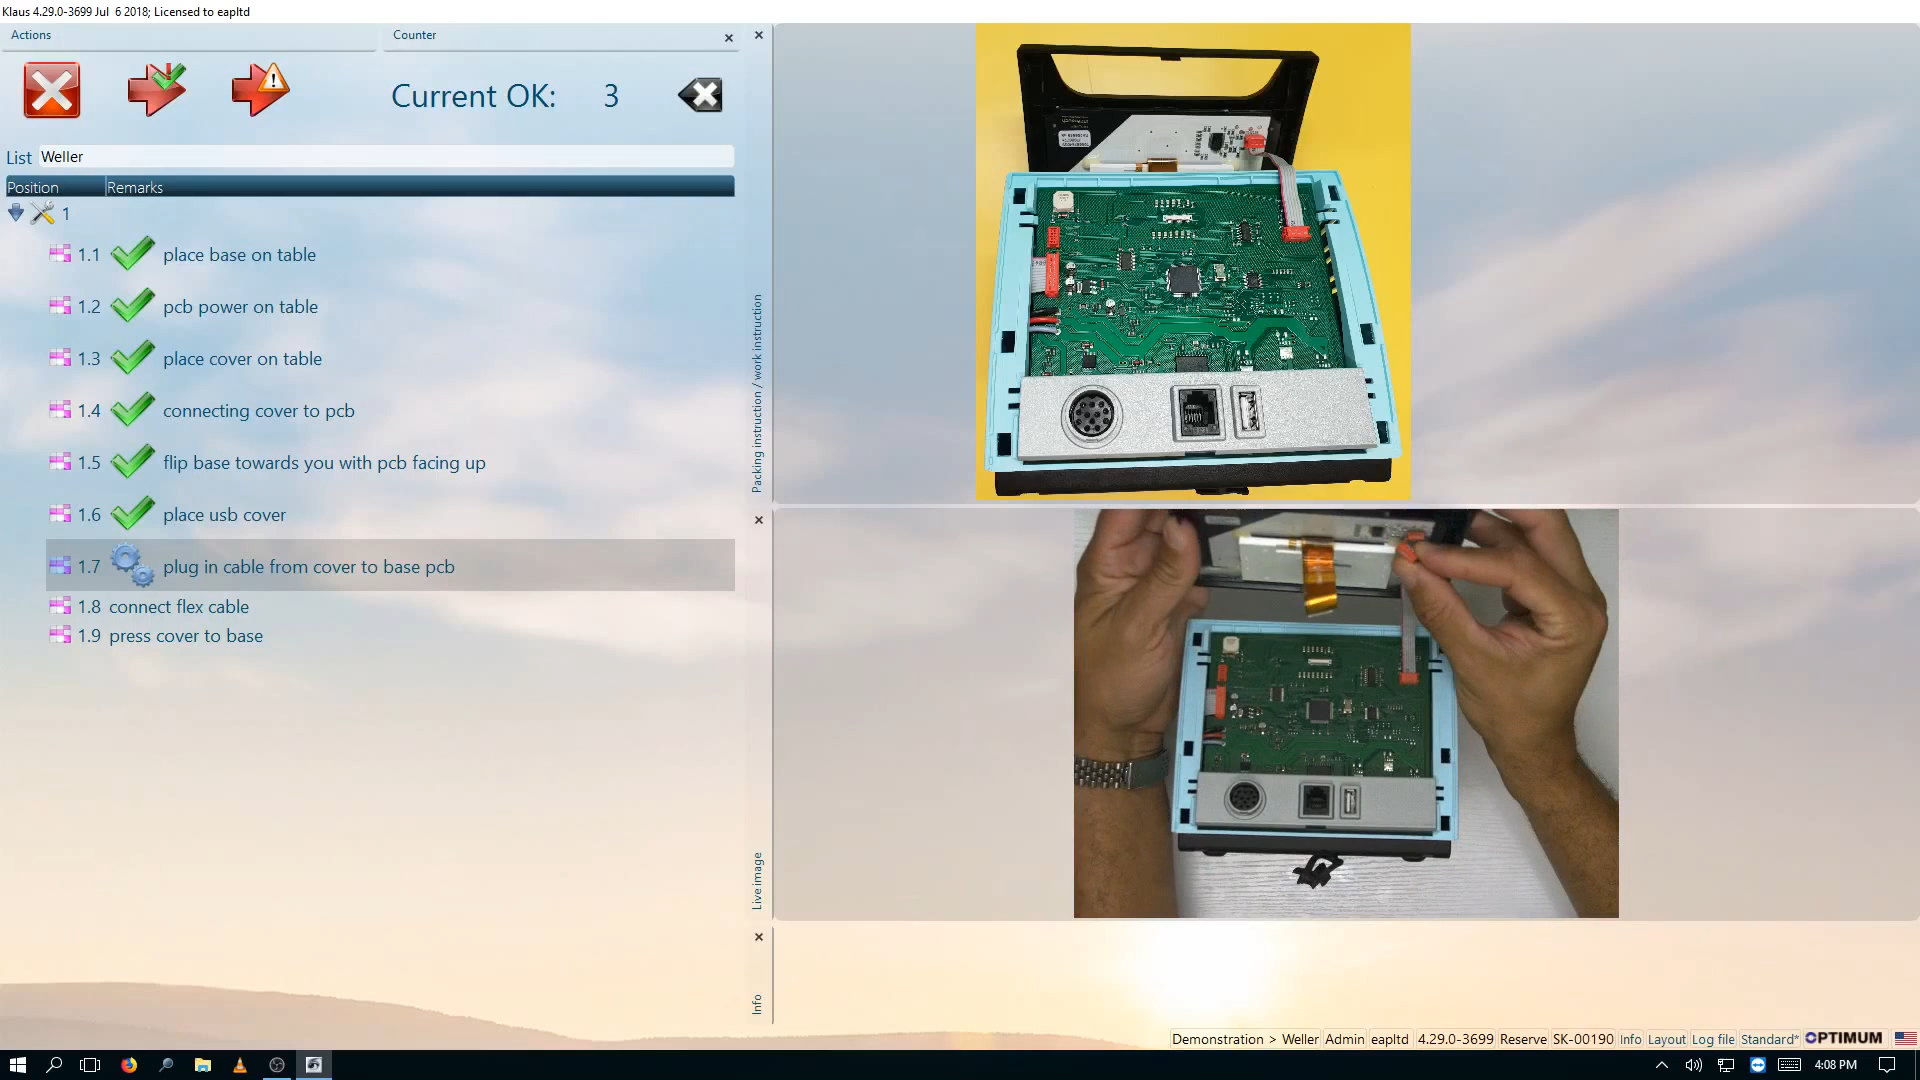 Klaus 4.29.0-3699 Jul 6 2018; Licensed to eapltd
Actions
Counter
Current OK: 3
List Weller
Position Remarks
1
1.1 place base on table
1.2 pcb power on table
1.3 place cover on table
1.4 connecting cover to pcb
1.5 flip base towards you with pcb facing up
1.6 place usb cover
1.7 plug in cable from cover to base pcb
1.8 connect flex cable
1.9 press cover to base
Packing instruction / work instruction
Live image
Info
Demonstration > Weller Admin eapltd 4.29.0-3699 Reserve SK-00190 Info Layout Log file Standard* OPTIMUM
4:08 PM